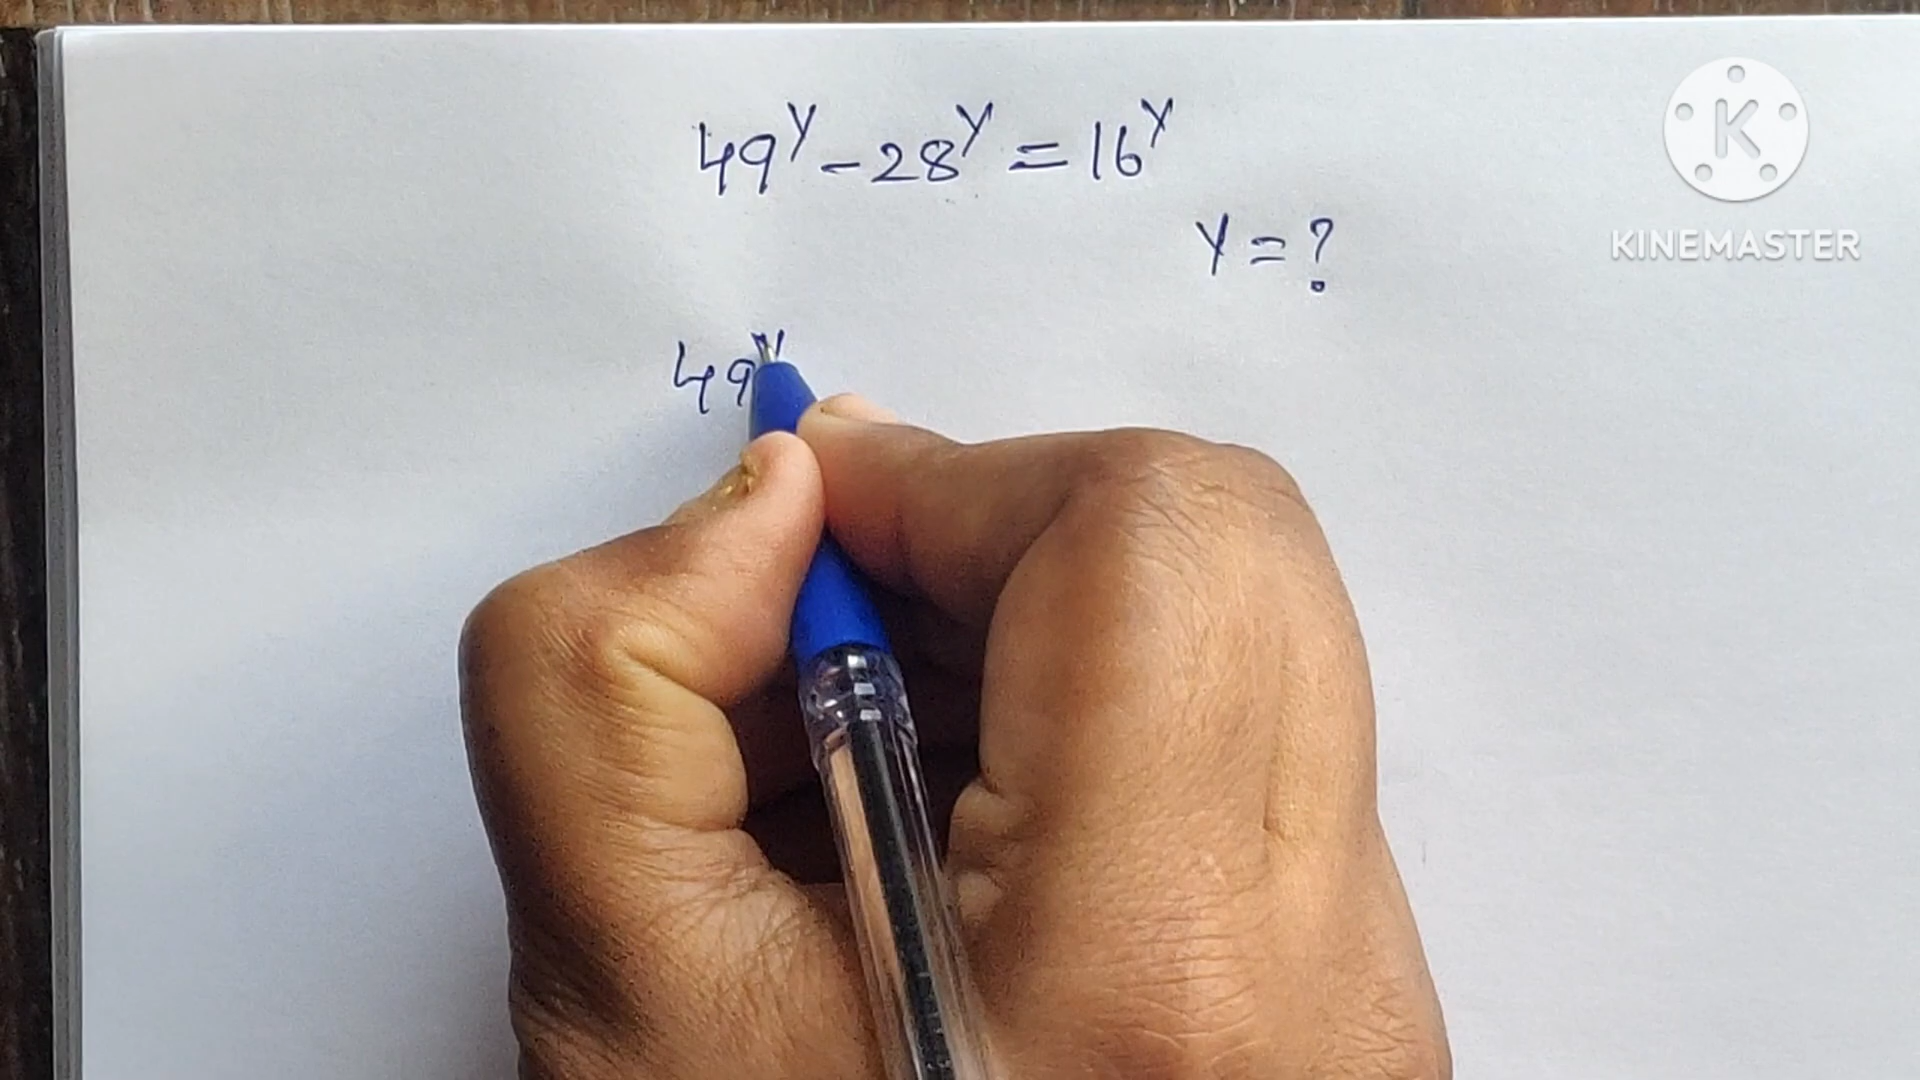 49^y - 28^y = 16^y
K
KINEMASTER
y = ?
49^y